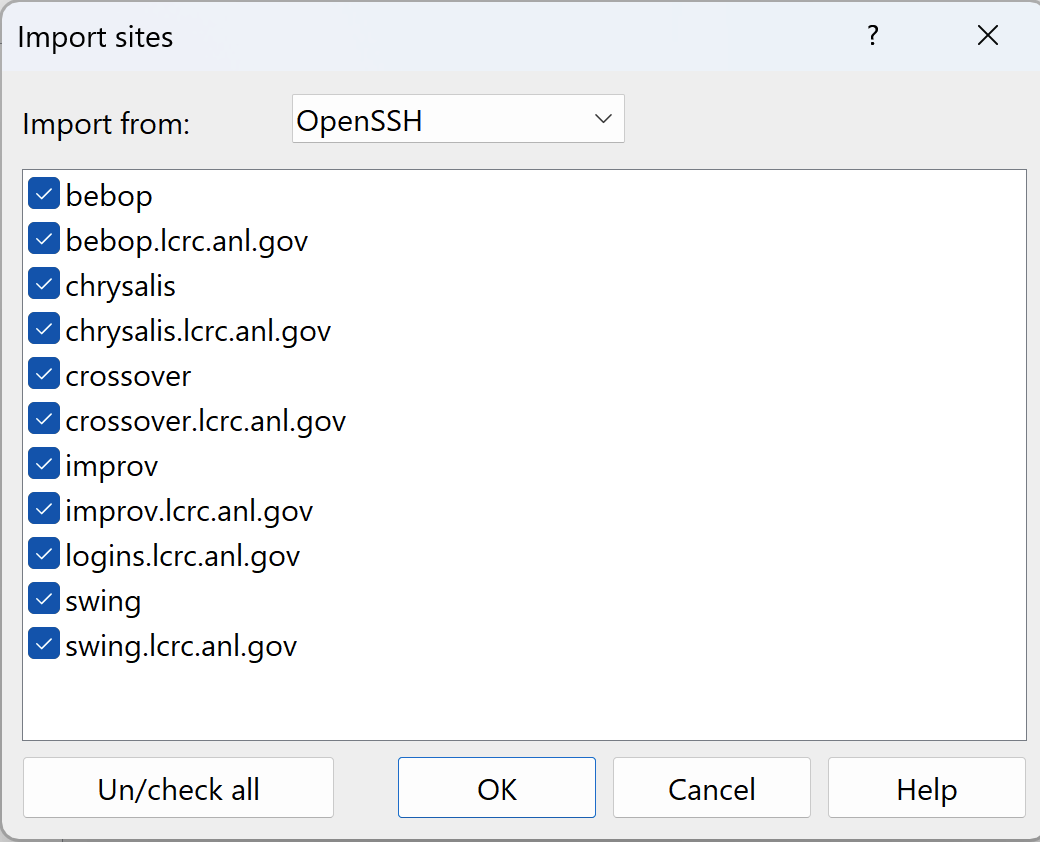 Import sites
?
Import from:
OpenSSH
bebop
bebop.lcrc.anl.gov
chrysalis
chrysalis.lcrc.anl.gov
crossover
crossover.lcrc.anl.gov
improv
improv.lcrc.anl.gov
logins.lcrc.anl.gov
swing
swing.lcrc.anl.gov
Un/check all
OK
Cancel
Help